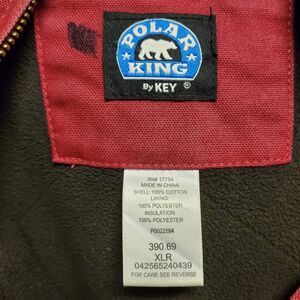 POLAR
KING
By KEY ®
RN# 17754
MADE IN CHINA
SHELL: 100% COTTON
LINING:
100% POLYESTER
INSULATION
100% POLYESTER
P0022594
390.69
XLR
042565240439
FOR CARE SEE REVERSE